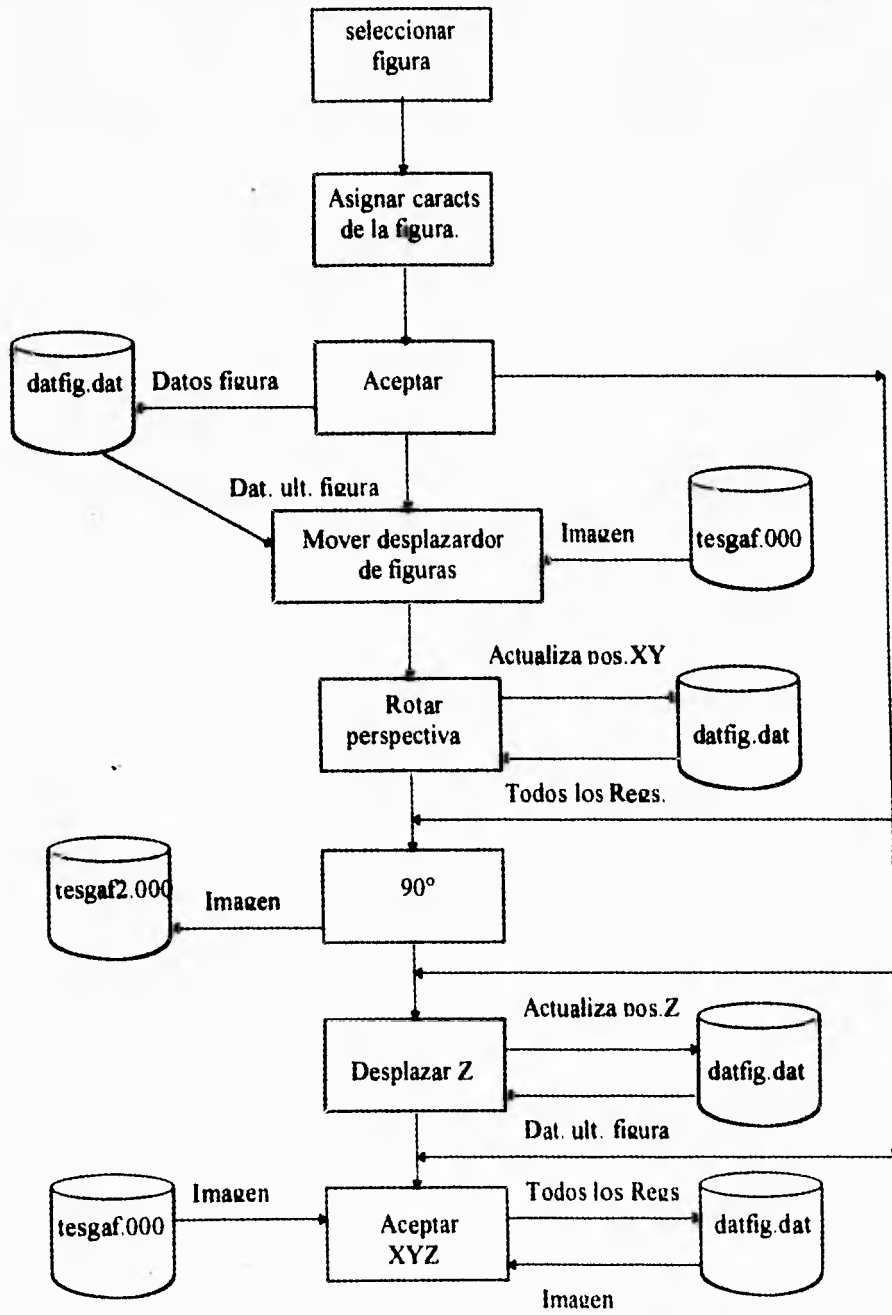 seleccionar
figura
Asignar caracts
de la figura.
datfig.dat
Datos figura
Aceptar
Dat. ult. figura
Mover desplazardor
de figuras
Imagen
tesgaf.000
Actualiza pos.XY
Rotar
perspectiva
datfig.dat
Todos los Regs.
tesgaf2.000
Imagen
90°
Actualiza pos.Z
Desplazar Z
datfig.dat
Dat. ult. figura
tesgaf.000
Imagen
Aceptar
XYZ
Todos los Regs
datfig.dat
Imagen